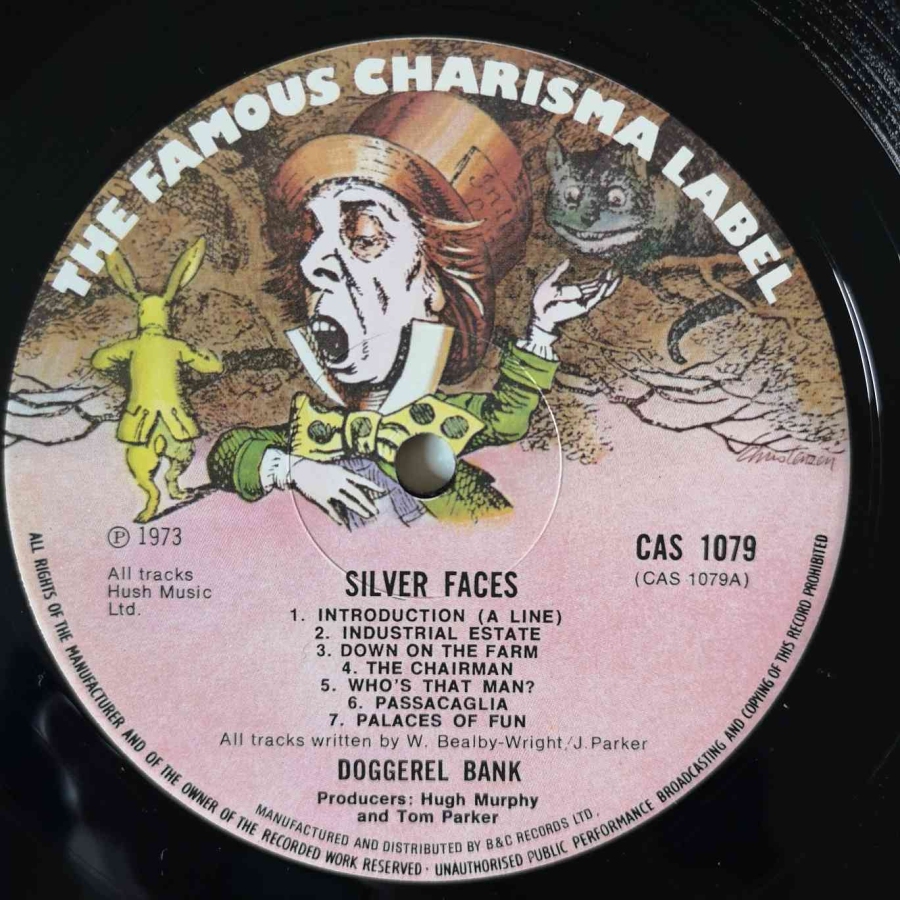 THE FAMOUS CHARISMA LABEL
Christensen
℗ 1973
All tracks
Hush Music
Ltd.
CAS 1079
(CAS 1079A)
SILVER FACES
1. INTRODUCTION (A LINE)
2. INDUSTRIAL ESTATE
3. DOWN ON THE FARM
4. THE CHAIRMAN
5. WHO'S THAT MAN?
6. PASSACAGLIA
7. PALACES OF FUN
All tracks written by W. Bealby-Wright/J.Parker
DOGGEREL BANK
Producers: Hugh Murphy
and Tom Parker
MANUFACTURED AND DISTRIBUTED BY B&C RECORDS LTD.
ALL RIGHTS OF THE MANUFACTURER AND OF THE OWNER OF THE RECORDED WORK RESERVED · UNAUTHORISED PUBLIC PERFORMANCE BROADCASTING AND COPYING OF THIS RECORD PROHIBITED